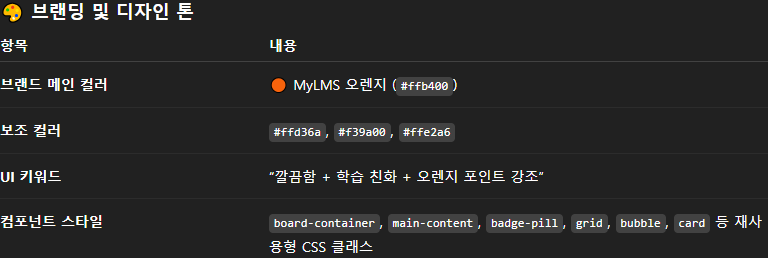 🎨 브랜딩 및 디자인 톤
항목 내용
브랜드 메인 컬러 🟠 MyLMS 오렌지 (#ffb400)
보조 컬러 #ffd36a, #f39a00, #ffe2a6
UI 키워드 “깔끔함 + 학습 친화 + 오렌지 포인트 강조”
컴포넌트 스타일 board-container, main-content, badge-pill, grid, bubble, card 등 재사
용형 CSS 클래스